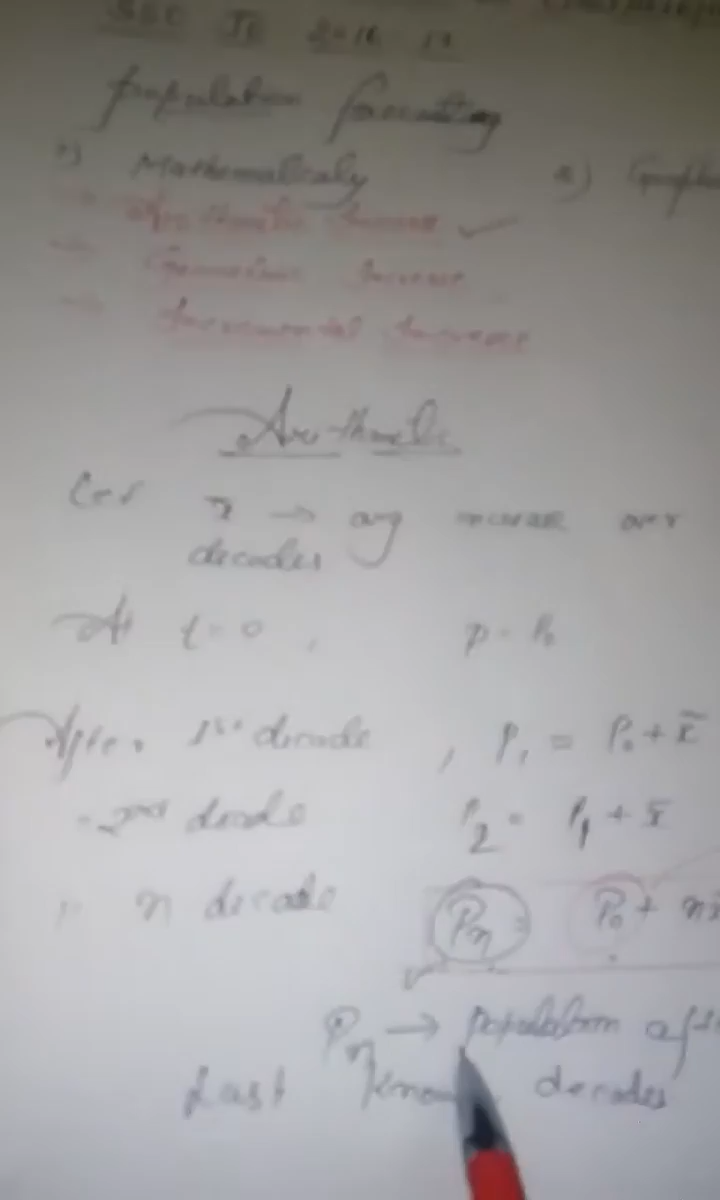 SSC JE 2016-17
Population forecasting
1) Mathematically
2) Graph
→ Arithmetic Increase ✓
→ Geometric Increase
→ Incremental Increase
Arithmetic
Let x̄ → avg increase over
decades
At t = 0 , P = P₀
After 1st decade , P₁ = P₀ + x̄
2nd decade P₂ = P₁ + x̄
n decade Pₙ = P₀ + nx̄
Pₙ → population aft
Last known decades